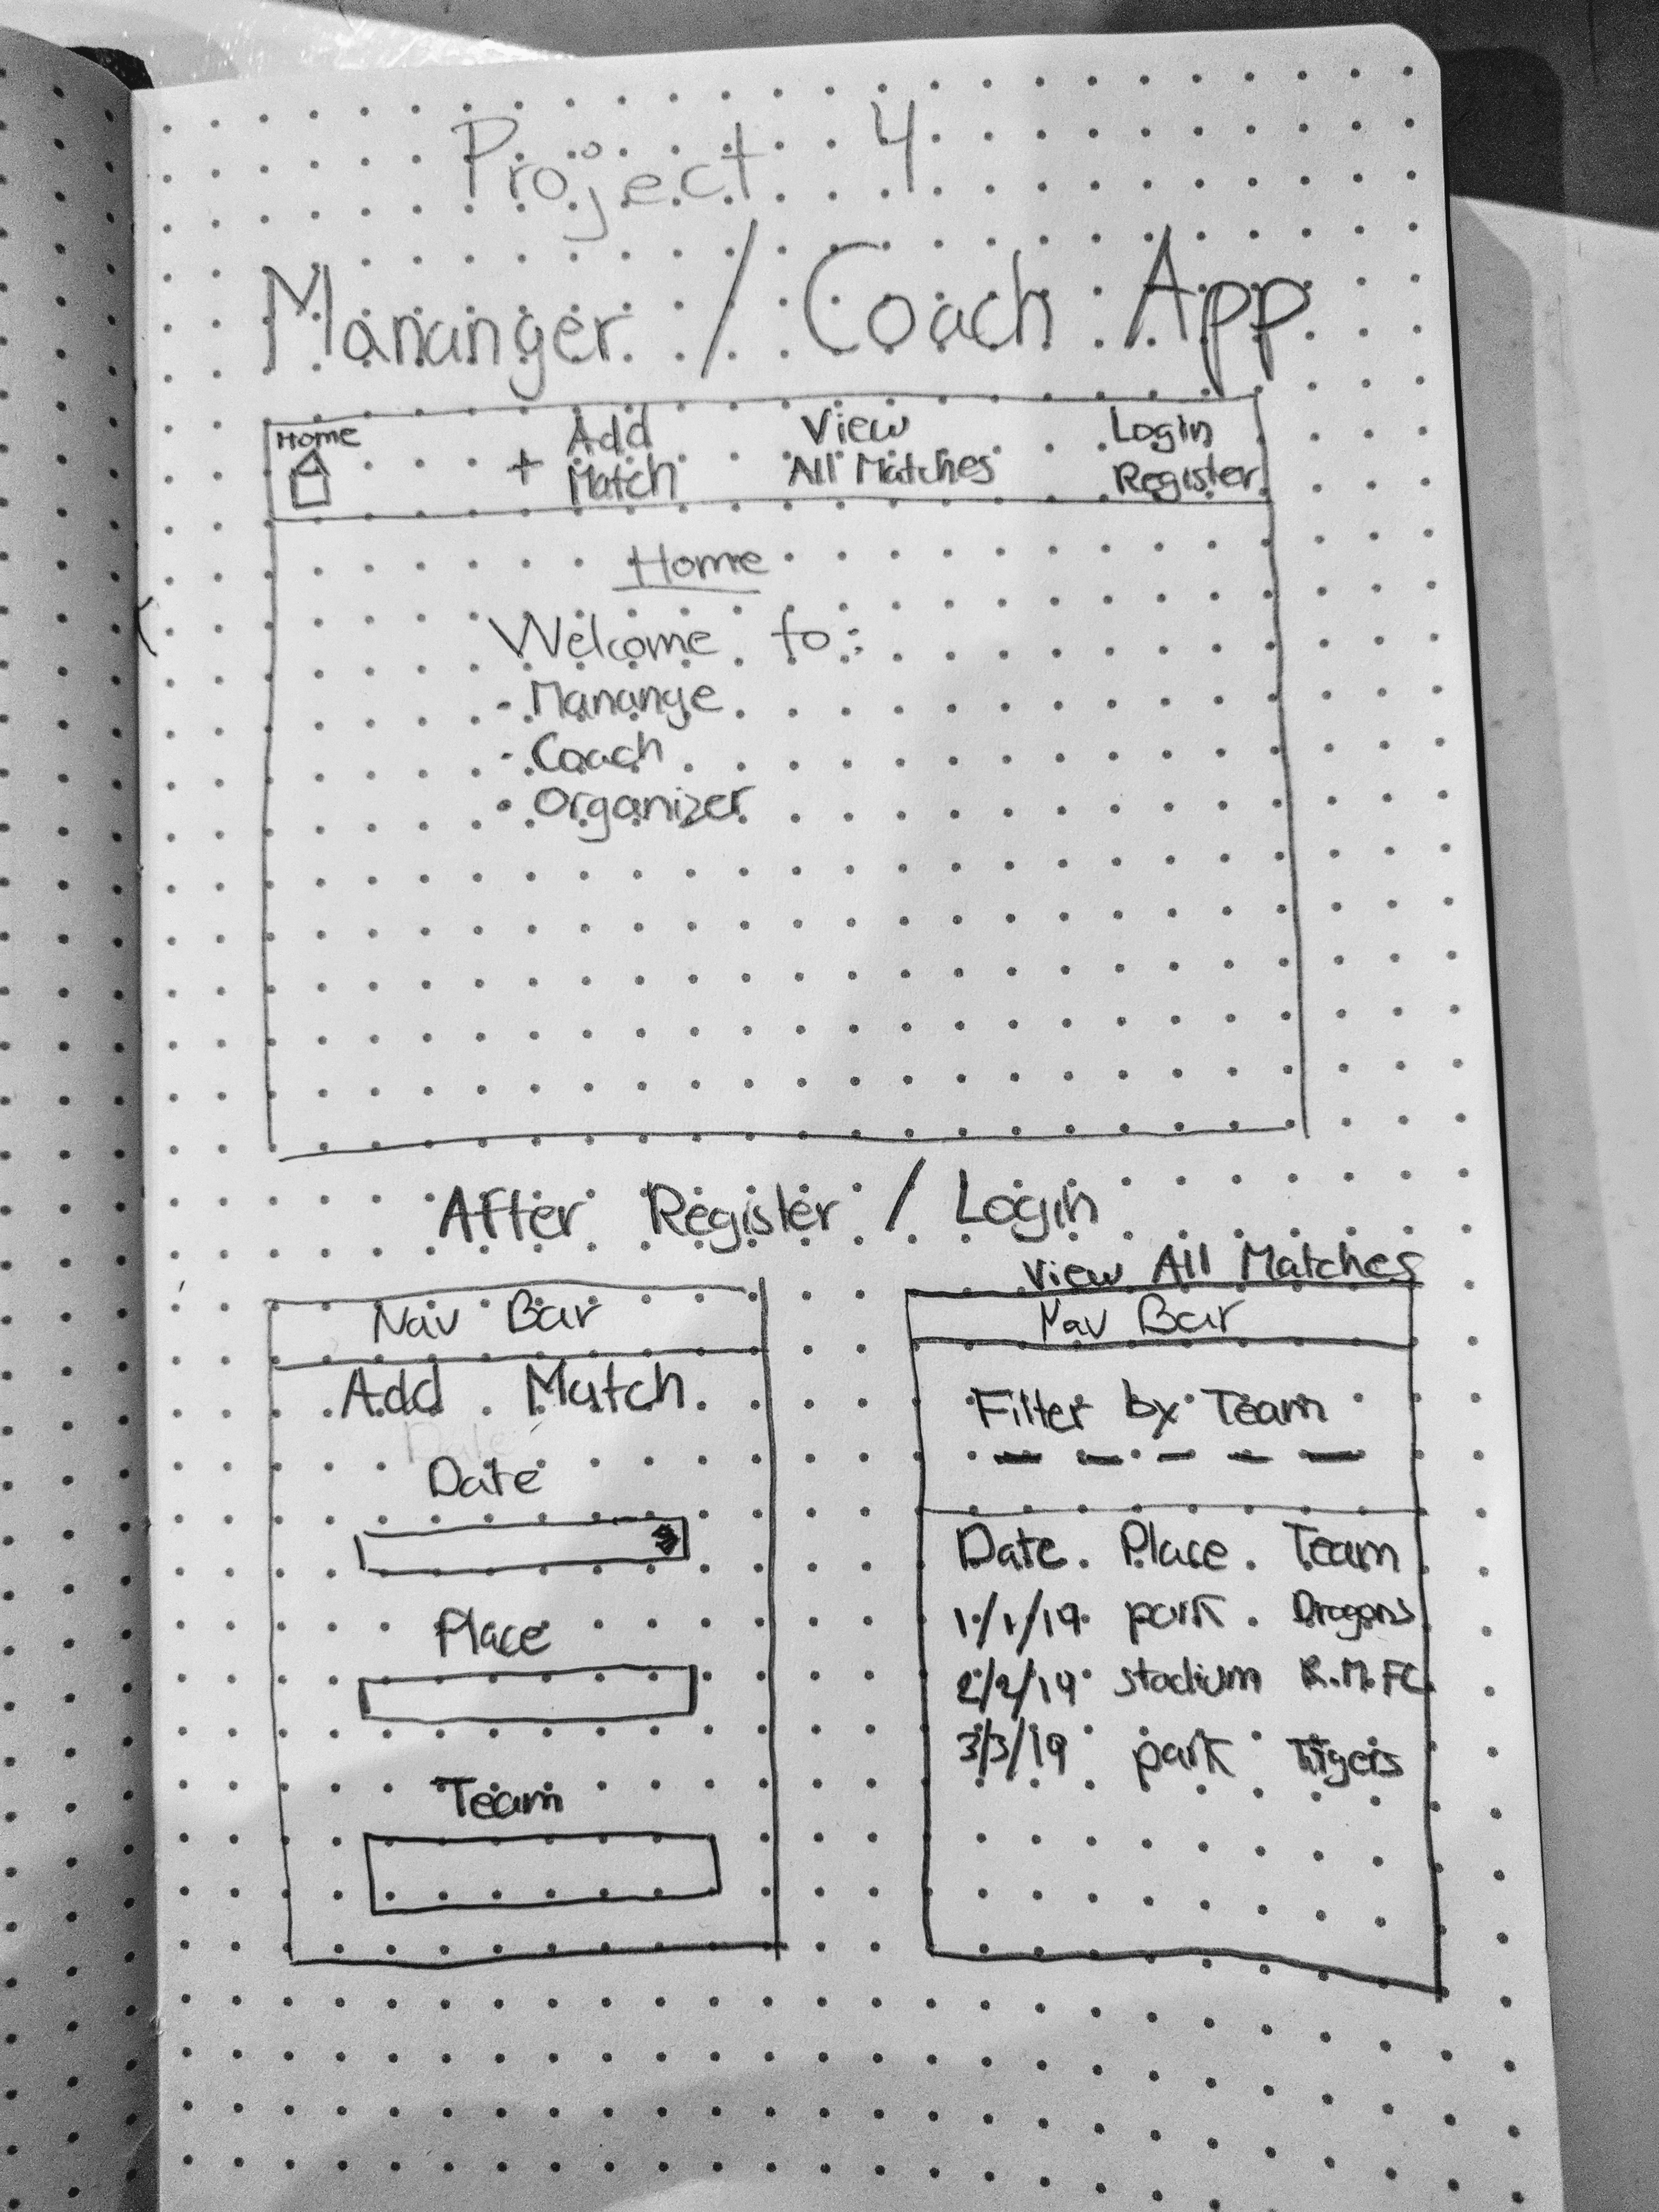 Project 4
Mananger / Coach App
Home
+ Add Match
View All Matches
Login
Register
Home
Welcome to:
- Manange
- Coach
• Organizer
After Register / Login
Nav Bar
Add Match
Date
Place
Team
View All Matches
Nav Bar
Filter by Team
Date Place Team
1/1/19 park Dragons
2/2/19 stadium R.M.FC
3/3/19 park Tigers